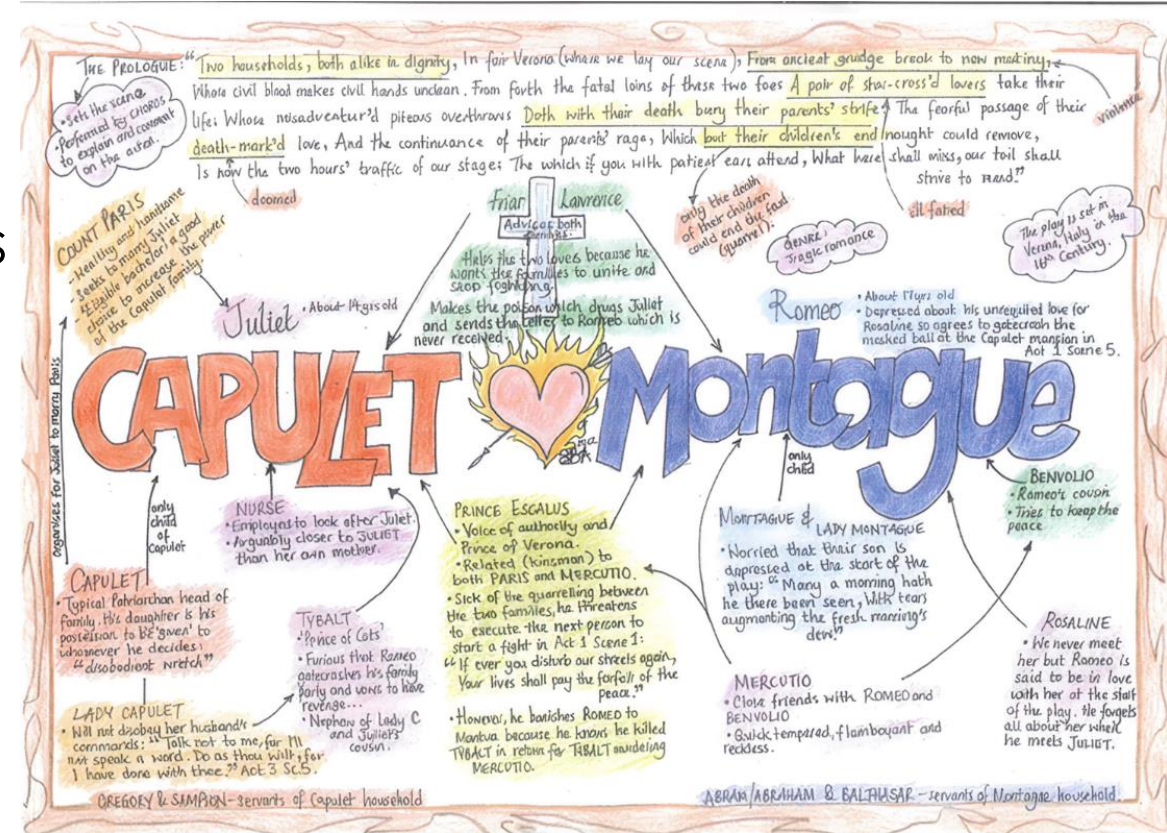 THE PROLOGUE: "Two households, both alike in dignity, In fair Verona (where we lay our scene), From ancient grudge break to new mutiny,
Where civil blood makes civil hands unclean. From forth the fatal loins of these two foes A pair of star-cross'd lovers take their
life; Whose misadventur'd piteous overthrows Doth with their death bury their parents' strife. The fearful passage of their
death-mark'd love, And the continuance of their parents' rage, Which but their children's end nought could remove,
Is now the two hours' traffic of our stage; The which if you with patient ears attend, What here shall miss, our toil shall
strive to mend."
• Sets the scene
• Performed by CHORUS
to explain and comment
on the action.
violence
doomed
only the death
of their children
could end the feud
(quarrel).
ill fated
GENRE:
Tragic romance
The play is set in
Verona, Italy in the
16th Century.
COUNT PARIS
- Wealthy and handsome
- Seeks to marry Juliet
- 'Eligible bachelor' a good
choice to increase the power
of the Capulet family
Friar Lawrence
Advises both
Helps the two lovers because he
wants the families to unite and
stop fighting.
Makes the poison which drugs Juliet
and sends the letter to Romeo which is
never received.
Juliet
• About 14yrs old
Romeo
• About 17yrs old
• Depressed about his unrequited love for
Rosaline so agrees to gatecrash the
masked ball at the Capulet mansion in
Act 1 Scene 5.
CAPULET
Montague
organises for Juliet to marry Paris
only
child
of
Capulet
NURSE
• Employed to look after Juliet.
• Arguably closer to JULIET
than her own mother.
PRINCE ESCALUS
• Voice of authority and
Prince of Verona.
• Related (kinsman) to
both PARIS and MERCUTIO.
• Sick of the quarrelling between
the two families, he threatens
to execute the next person to
start a fight in Act 1 Scene 1:
"If ever you disturb our streets again,
Your lives shall pay the forfeit of the
peace."
• However, he banishes ROMEO to
Mantua because he knows he killed
TYBALT in return for TYBALT murdering
MERCUTIO.
only
child
MONTAGUE &
LADY MONTAGUE
• Worried that their son is
depressed at the start of the
play: "Many a morning hath
he there been seen, With tears
augmenting the fresh morning's
dew."
BENVOLIO
• Romeo's cousin
• Tries to keep the
peace
CAPULET
• Typical Patriarchan head of
family. His daughter is his
possession to be 'given' to
whomever he decides:
"disobedient wretch"
TYBALT
• 'Prince of Cats'
• Furious that Romeo
gatecrashes his family
party and vows to have
revenge...
• Nephew of Lady C
and Juliet's
cousin.
ROSALINE
• We never meet
her but Romeo is
said to be in love
with her at the start
of the play. He forgets
all about her when
he meets JULIET.
MERCUTIO
• Close friends with ROMEO and
BENVOLIO
• Quick tempered, flamboyant and
reckless.
LADY CAPULET
• Will not disobey her husband's
commands: "Talk not to me, for I'll
not speak a word. Do as thou wilt, for
I have done with thee." Act 3 Sc.5.
GREGORY & SAMPSON - servants of Capulet household
ABRAM/ABRAHAM & BALTHASAR - servants of Montague household.